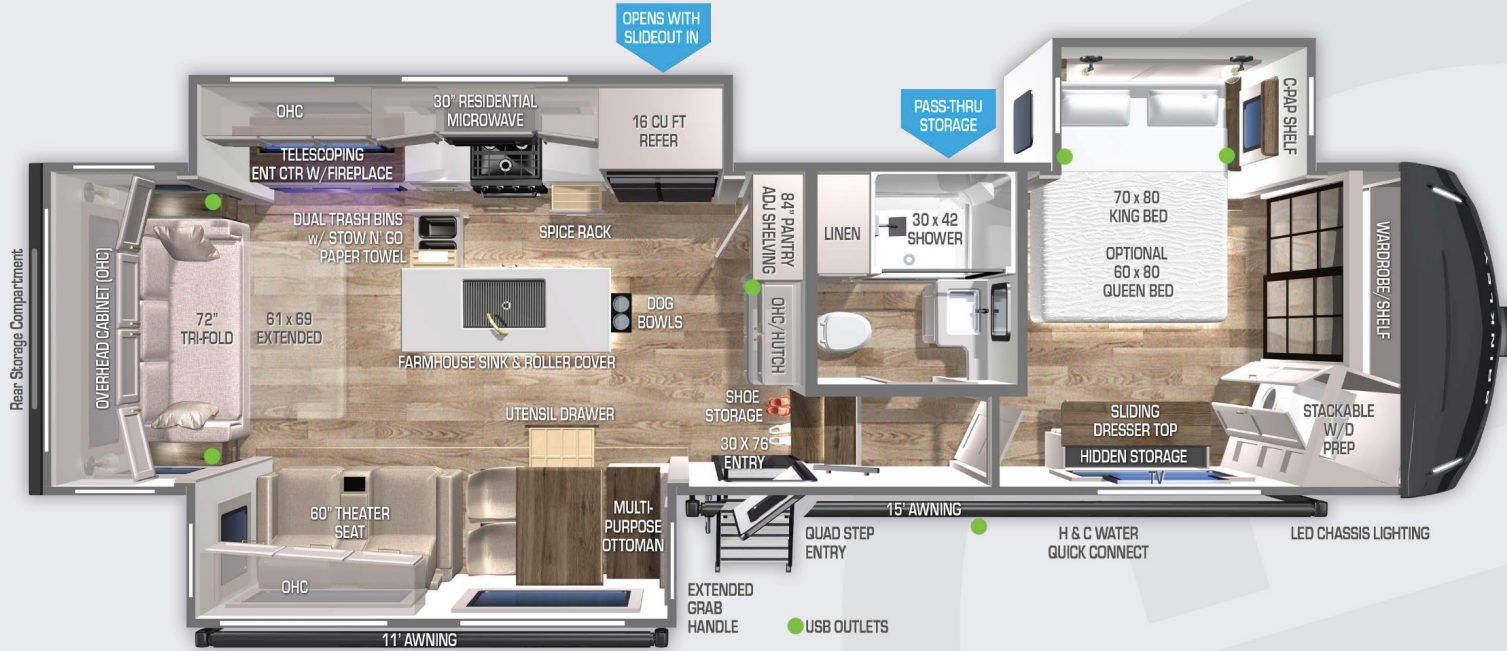 OPENS WITH
SLIDEOUT IN
OHC
30" RESIDENTIAL
MICROWAVE
16 CU FT
REFER
PASS-THRU
STORAGE
C-PAP SHELF
TELESCOPING
ENT CTR W/FIREPLACE
DUAL TRASH BINS
w/ STOW N' GO
PAPER TOWEL
SPICE RACK
84" PANTRY
ADJ SHELVING
LINEN
30 x 42
SHOWER
70 x 80
KING BED
OPTIONAL
60 x 80
QUEEN BED
WARDROBE/SHELF
BRINKLEY
Rear Storage Compartment
OVERHEAD CABINET (OHC)
72"
TRI-FOLD
61 x 69
EXTENDED
DOG
BOWLS
OHC/HUTCH
FARMHOUSE SINK & ROLLER COVER
UTENSIL DRAWER
SHOE
STORAGE
30 X 76
ENTRY
SLIDING
DRESSER TOP
HIDDEN STORAGE
TV
STACKABLE
W/D
PREP
60" THEATER
SEAT
OHC
MULTI-
PURPOSE
OTTOMAN
15' AWNING
QUAD STEP
ENTRY
H & C WATER
QUICK CONNECT
LED CHASSIS LIGHTING
EXTENDED
GRAB
HANDLE
USB OUTLETS
11' AWNING